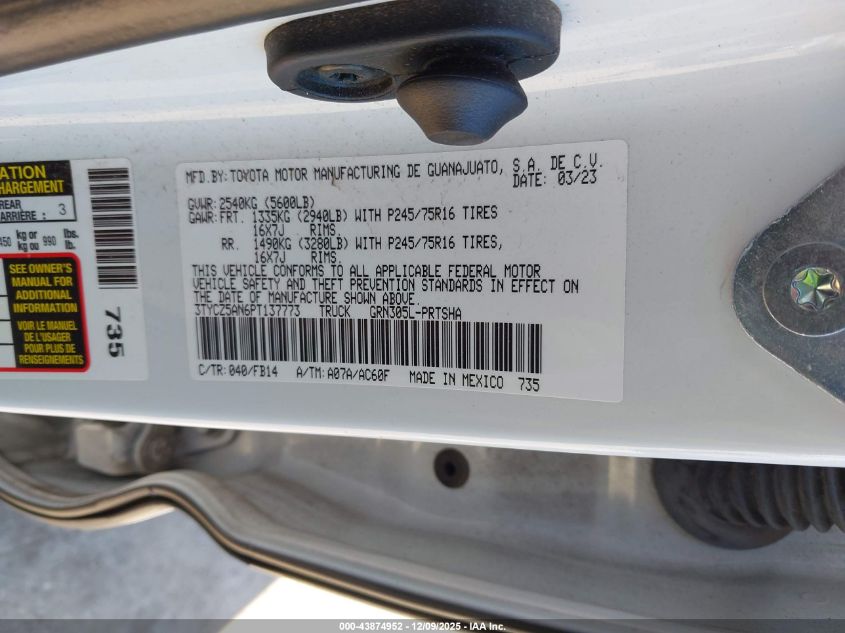 ATION
HARGEMENT
REAR
ARRIÈRE : 3
450 kg or kg ou 990 lbs. lb.
SEE OWNER'S
MANUAL FOR
ADDITIONAL
INFORMATION
VOIR LE MANUEL
DE L'USAGER
POUR PLUS DE
RENSEIGNEMENTS
735
MFD.BY:TOYOTA MOTOR MANUFACTURING DE GUANAJUATO, S.A. DE C.V.
DATE: 03/23
GVWR:2540KG (5600LB)
GAWR:FRT. 1335KG (2940LB) WITH P245/75R16 TIRES
16X7J RIMS.
RR. 1490KG (3280LB) WITH P245/75R16 TIRES,
16X7J RIMS.
THIS VEHICLE CONFORMS TO ALL APPLICABLE FEDERAL MOTOR
VEHICLE SAFETY AND THEFT PREVENTION STANDARDS IN EFFECT ON
THE DATE OF MANUFACTURE SHOWN ABOVE.
3TYCZ5AN6PT137773 TRUCK GRN305L-PRTSHA
C/TR:040/FB14 A/TM:A07A/AC60F MADE IN MEXICO 735
000-43874952 - 12/09/2025 - IAA Inc.